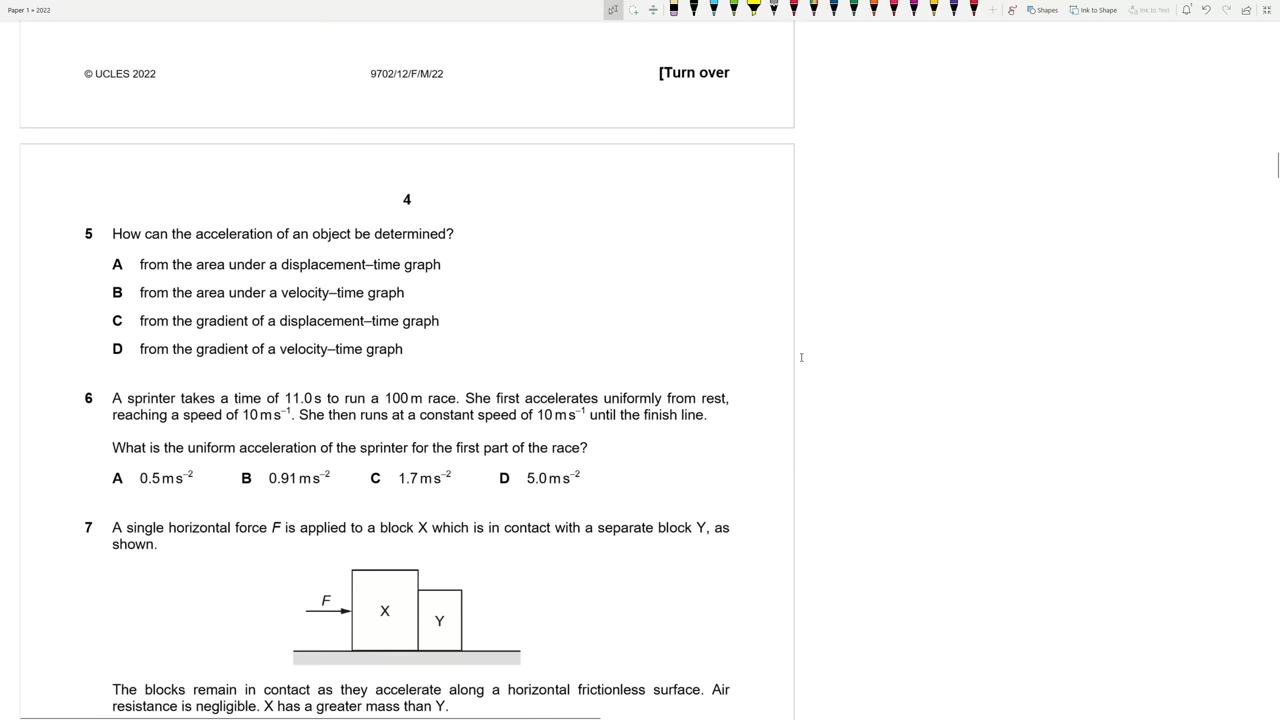 Paper 1 » 2022
Shapes
Ink to Shape
Ink to Text
© UCLES 2022
9702/12/F/M/22
[Turn over
4
5 How can the acceleration of an object be determined?
A from the area under a displacement–time graph
B from the area under a velocity–time graph
C from the gradient of a displacement–time graph
D from the gradient of a velocity–time graph
6 A sprinter takes a time of 11.0 s to run a 100 m race. She first accelerates uniformly from rest,
reaching a speed of 10 m s⁻¹. She then runs at a constant speed of 10 m s⁻¹ until the finish line.
What is the uniform acceleration of the sprinter for the first part of the race?
A 0.5 m s⁻² B 0.91 m s⁻² C 1.7 m s⁻² D 5.0 m s⁻²
7 A single horizontal force F is applied to a block X which is in contact with a separate block Y, as
shown.
F
X
Y
The blocks remain in contact as they accelerate along a horizontal frictionless surface. Air
resistance is negligible. X has a greater mass than Y.